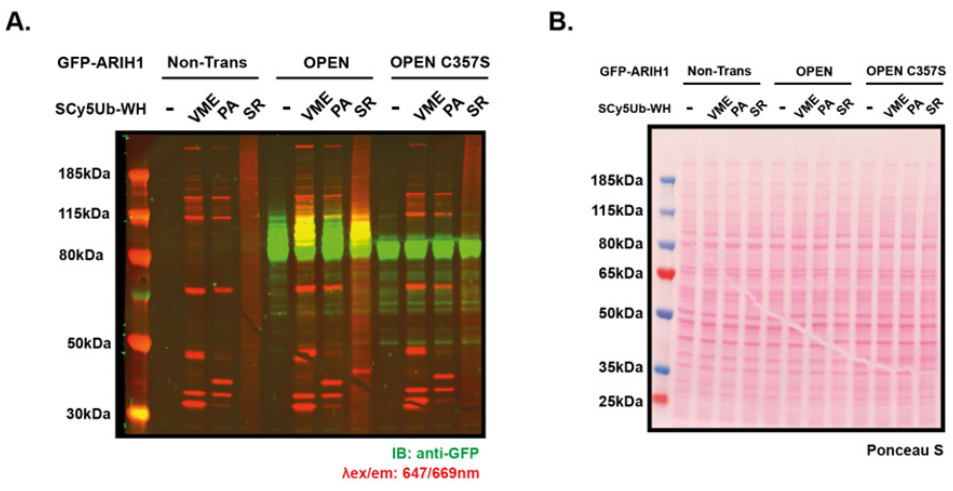 A.
GFP-ARIH1 Non-Trans OPEN OPEN C357S
SCy5Ub-WH - VME PA SR - VME PA SR - VME PA SR
185kDa
115kDa
80kDa
50kDa
30kDa
IB: anti-GFP
λex/em: 647/669nm
B.
GFP-ARIH1 Non-Trans OPEN OPEN C357S
SCy5Ub-WH - VME PA SR - VME PA SR - VME PA SR
185kDa
115kDa
80kDa
65kDa
50kDa
35kDa
25kDa
Ponceau S